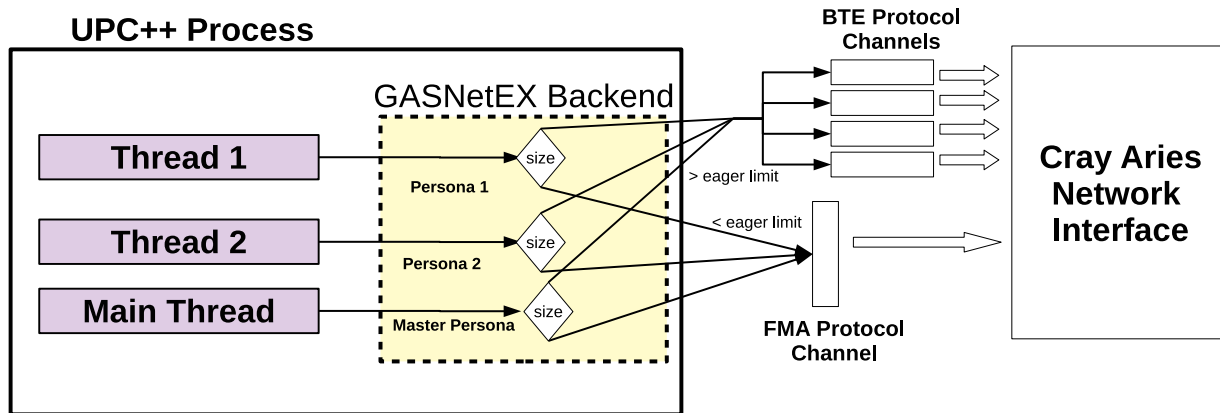 UPC++ Process
BTE Protocol
Channels
GASNetEX Backend
Thread 1
size
Persona 1
> eager limit
Cray Aries
Network
Interface
Thread 2
size
Persona 2
< eager limit
Main Thread
size
Master Persona
FMA Protocol
Channel